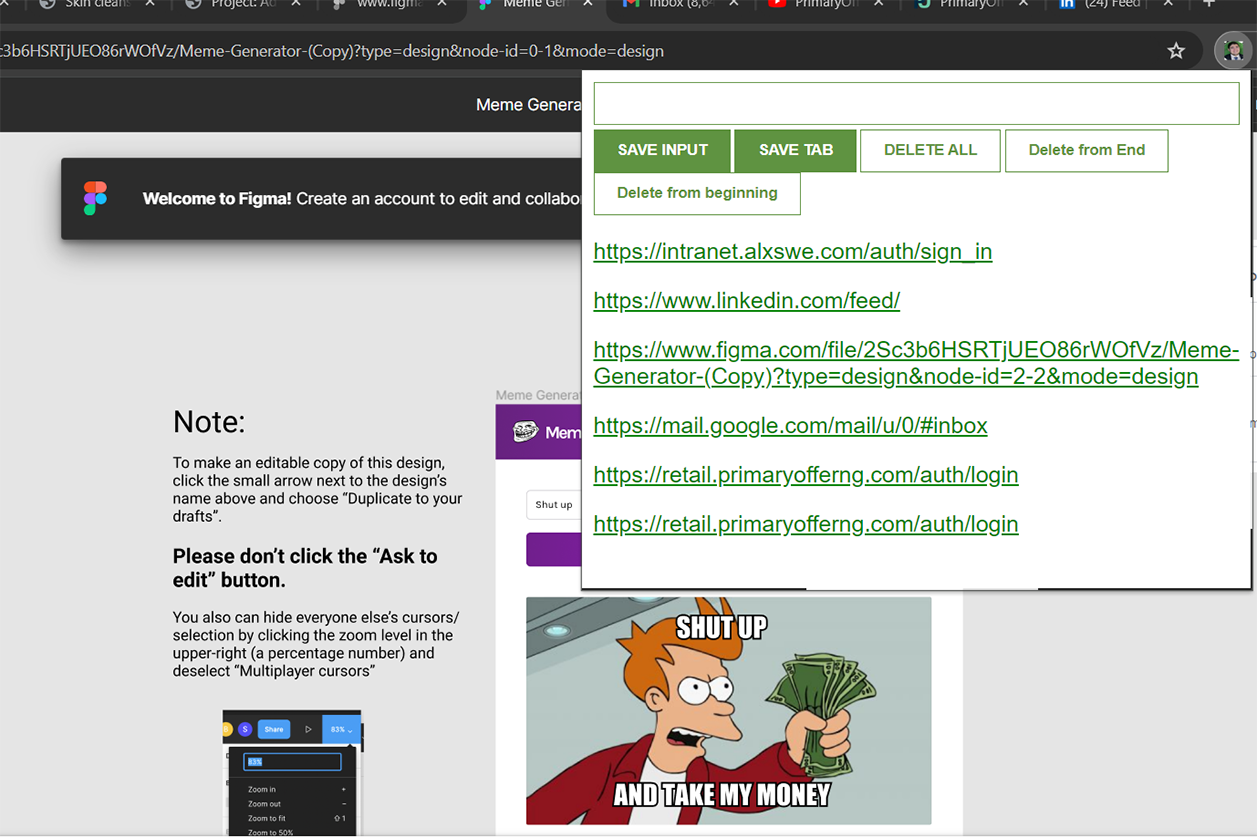 Skin cleans
Project: Ad
www.figma
Meme Gen
Inbox (8,6
PrimaryOff
PrimaryOff
(24) Feed
c3b6HSRTjUEO86rWOfVz/Meme-Generator-(Copy)?type=design&node-id=0-1&mode=design
Meme Genera
Welcome to Figma! Create an account to edit and collabo
SAVE INPUT
SAVE TAB
DELETE ALL
Delete from End
Delete from beginning
https://intranet.alxswe.com/auth/sign_in
https://www.linkedin.com/feed/
https://www.figma.com/file/2Sc3b6HSRTjUEO86rWOfVz/Meme-
Generator-(Copy)?type=design&node-id=2-2&mode=design
https://mail.google.com/mail/u/0/#inbox
https://retail.primaryofferng.com/auth/login
https://retail.primaryofferng.com/auth/login
Note:
To make an editable copy of this design,
click the small arrow next to the design's
name above and choose “Duplicate to your
drafts”.
Please don't click the “Ask to
edit” button.
You also can hide everyone else's cursors/
selection by clicking the zoom level in the
upper-right (a percentage number) and
deselect “Multiplayer cursors”
S
Share
83%
83%
Zoom in +
Zoom out -
Zoom to fit ⇧1
Zoom to 50%
Meme Generat
Mem
Shut up
SHUT UP
AND TAKE MY MONEY